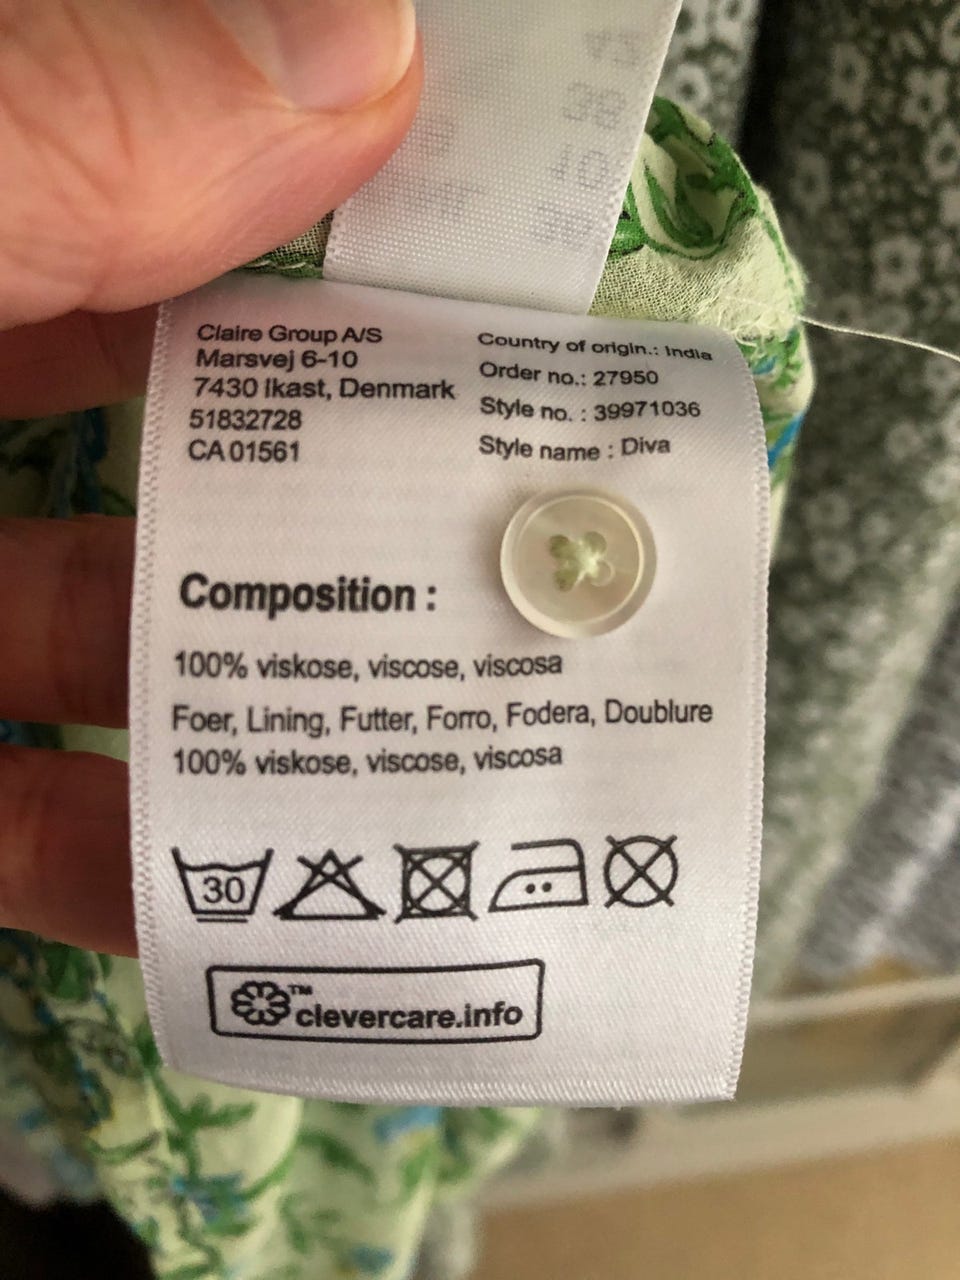 Claire Group A/S
Marsvej 6-10
7430 Ikast, Denmark
51832728
CA 01561
Country of origin.: India
Order no.: 27950
Style no. : 39971036
Style name : Diva
Composition :
100% viskose, viscose, viscosa
Foer, Lining, Futter, Forro, Fodera, Doublure
100% viskose, viscose, viscosa
30
™
clevercare.info